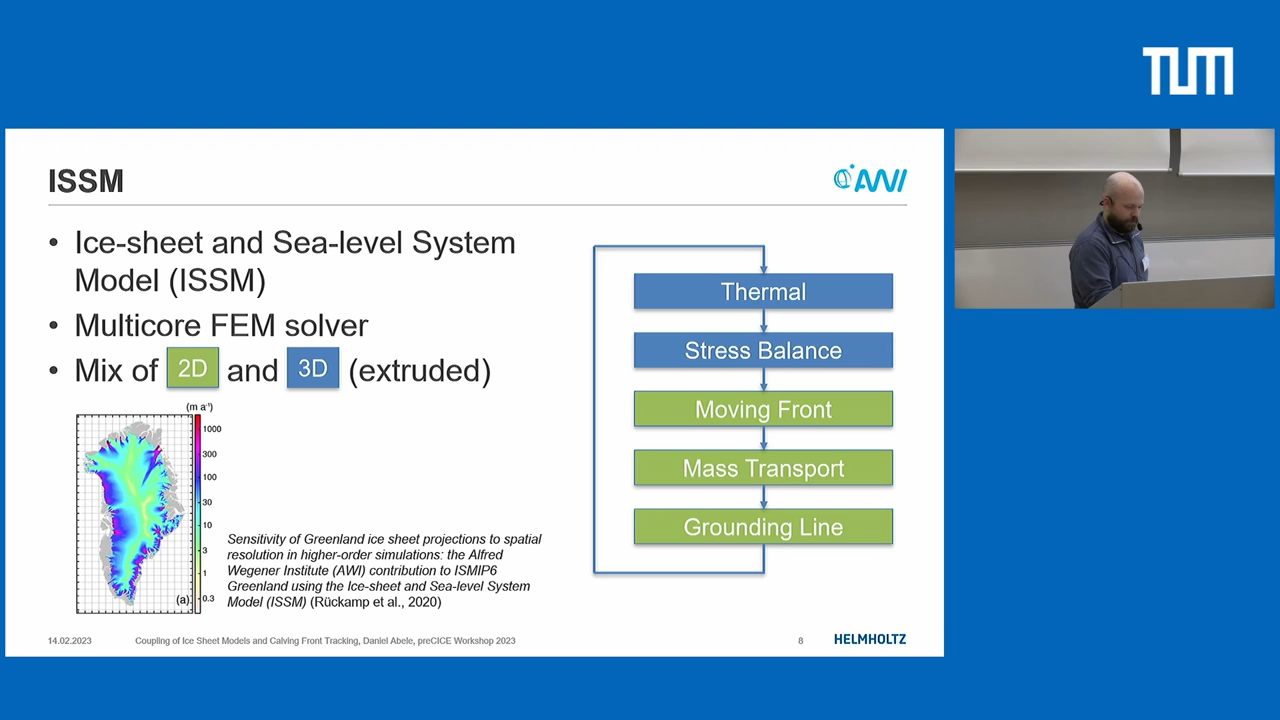 TUM
ISSM
AWI
• Ice-sheet and Sea-level System
Model (ISSM)
• Multicore FEM solver
• Mix of 2D and 3D (extruded)
Thermal
Stress Balance
Moving Front
Mass Transport
Grounding Line
(m a⁻¹)
1000
300
100
30
10
3
1
0.3
(a)
Sensitivity of Greenland ice sheet projections to spatial
resolution in higher-order simulations: the Alfred
Wegener Institute (AWI) contribution to ISMIP6
Greenland using the Ice-sheet and Sea-level System
Model (ISSM) (Rückamp et al., 2020)
14.02.2023
Coupling of Ice Sheet Models and Calving Front Tracking, Daniel Abele, preCICE Workshop 2023
8
HELMHOLTZ